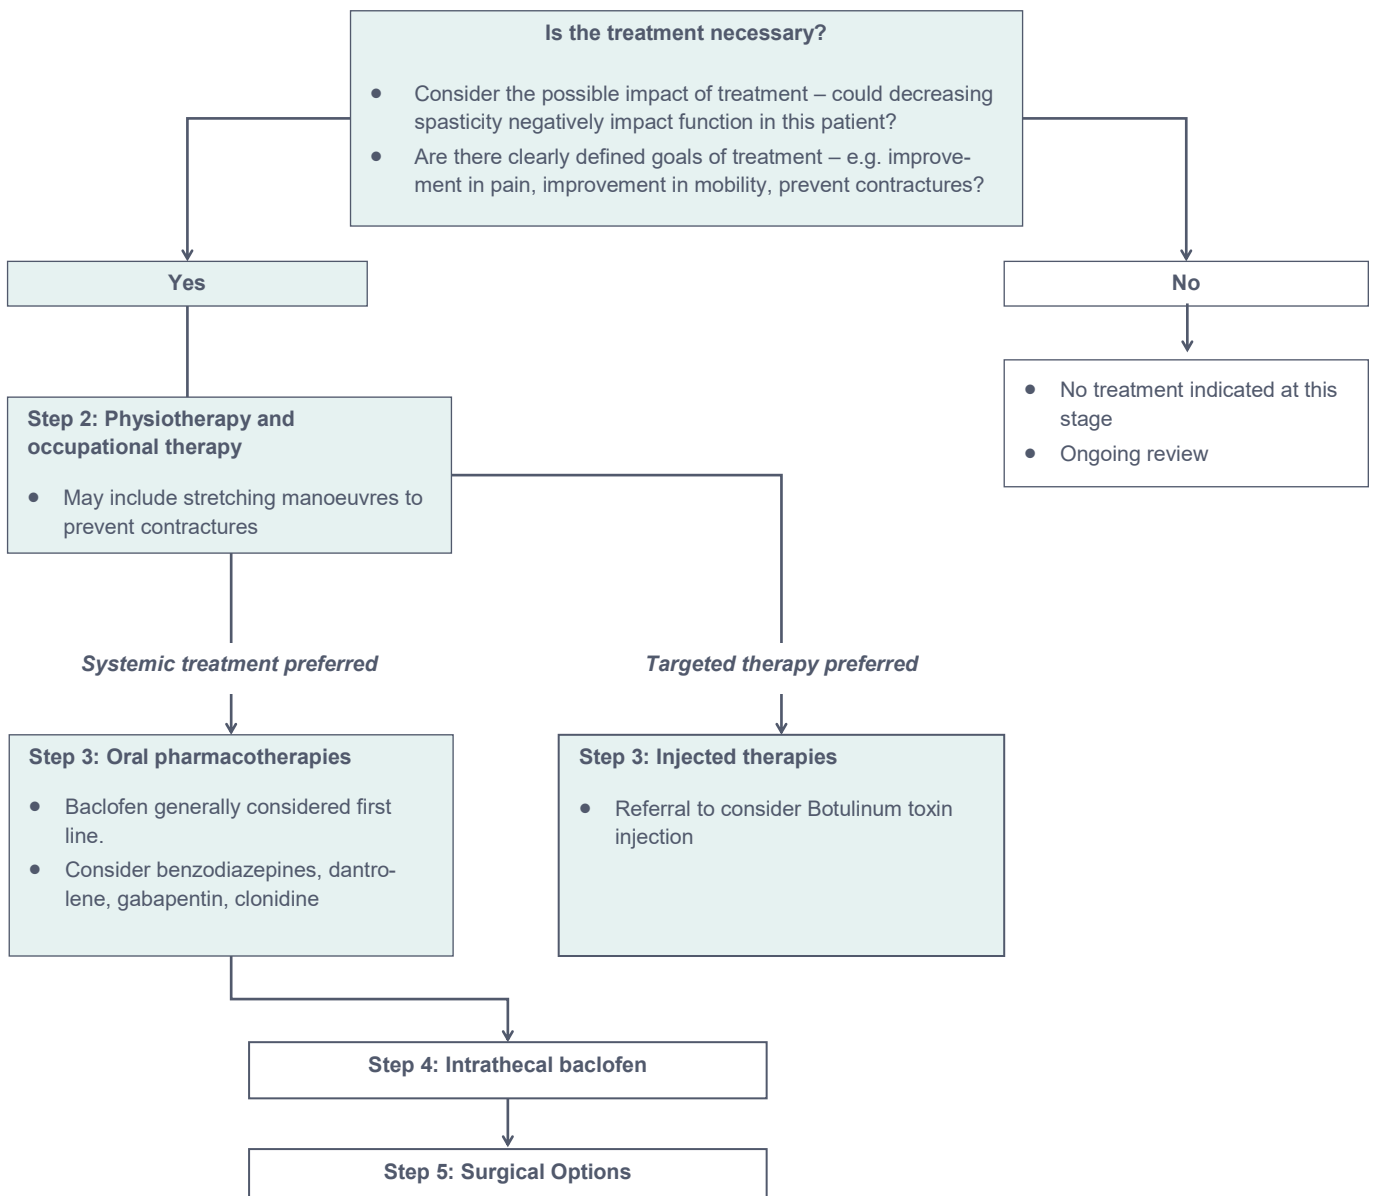 Is the treatment necessary?
● Consider the possible impact of treatment – could decreasing
spasticity negatively impact function in this patient?
● Are there clearly defined goals of treatment – e.g. improve-
ment in pain, improvement in mobility, prevent contractures?
Yes
No
● No treatment indicated at this
stage
● Ongoing review
Step 2: Physiotherapy and
occupational therapy
● May include stretching manoeuvres to
prevent contractures
Systemic treatment preferred
Targeted therapy preferred
Step 3: Oral pharmacotherapies
● Baclofen generally considered first
line.
● Consider benzodiazepines, dantro-
lene, gabapentin, clonidine
Step 3: Injected therapies
● Referral to consider Botulinum toxin
injection
Step 4: Intrathecal baclofen
Step 5: Surgical Options